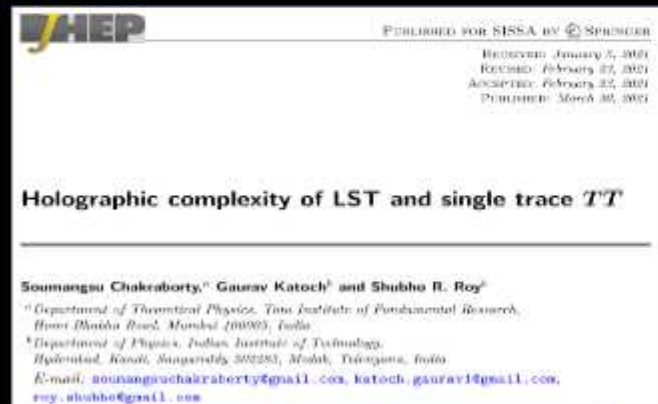 JHEP
PUBLISHED FOR SISSA BY SPRINGER
RECEIVED: January 5, 2021
REVISED: February 22, 2021
ACCEPTED: February 22, 2021
PUBLISHED: March 30, 2021
Holographic complexity of LST and single trace TT
Soumangsu Chakraborty,ᵃ Gaurav Katochᵇ and Shubho R. Royᵇ
ᵃDepartment of Theoretical Physics, Tata Institute of Fundamental Research,
Homi Bhabha Road, Mumbai 400005, India
ᵇDepartment of Physics, Indian Institute of Technology,
Hyderabad, Kandi, Sangareddy 502285, Medak, Telengana, India
E-mail: soumangsuchakraborty@gmail.com, katoch.gaurav1@gmail.com,
roy.shubho@gmail.com